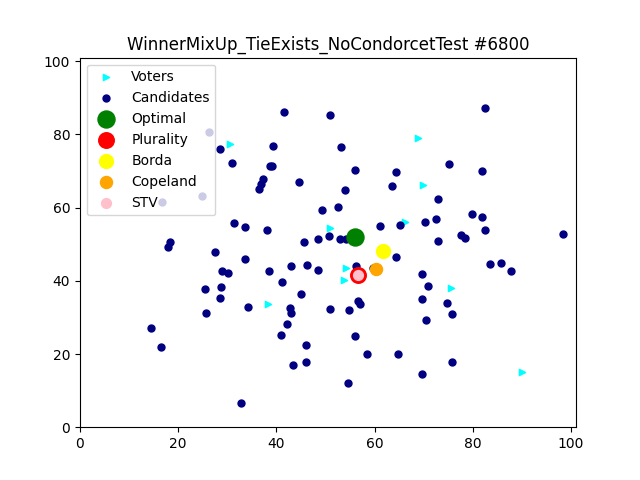 WinnerMixUp_TieExists_NoCondorcetTest #6800
100
80
60
40
20
0
Voters
Candidates
Optimal
Plurality
Borda
Copeland
STV
0 20 40 60 80 100